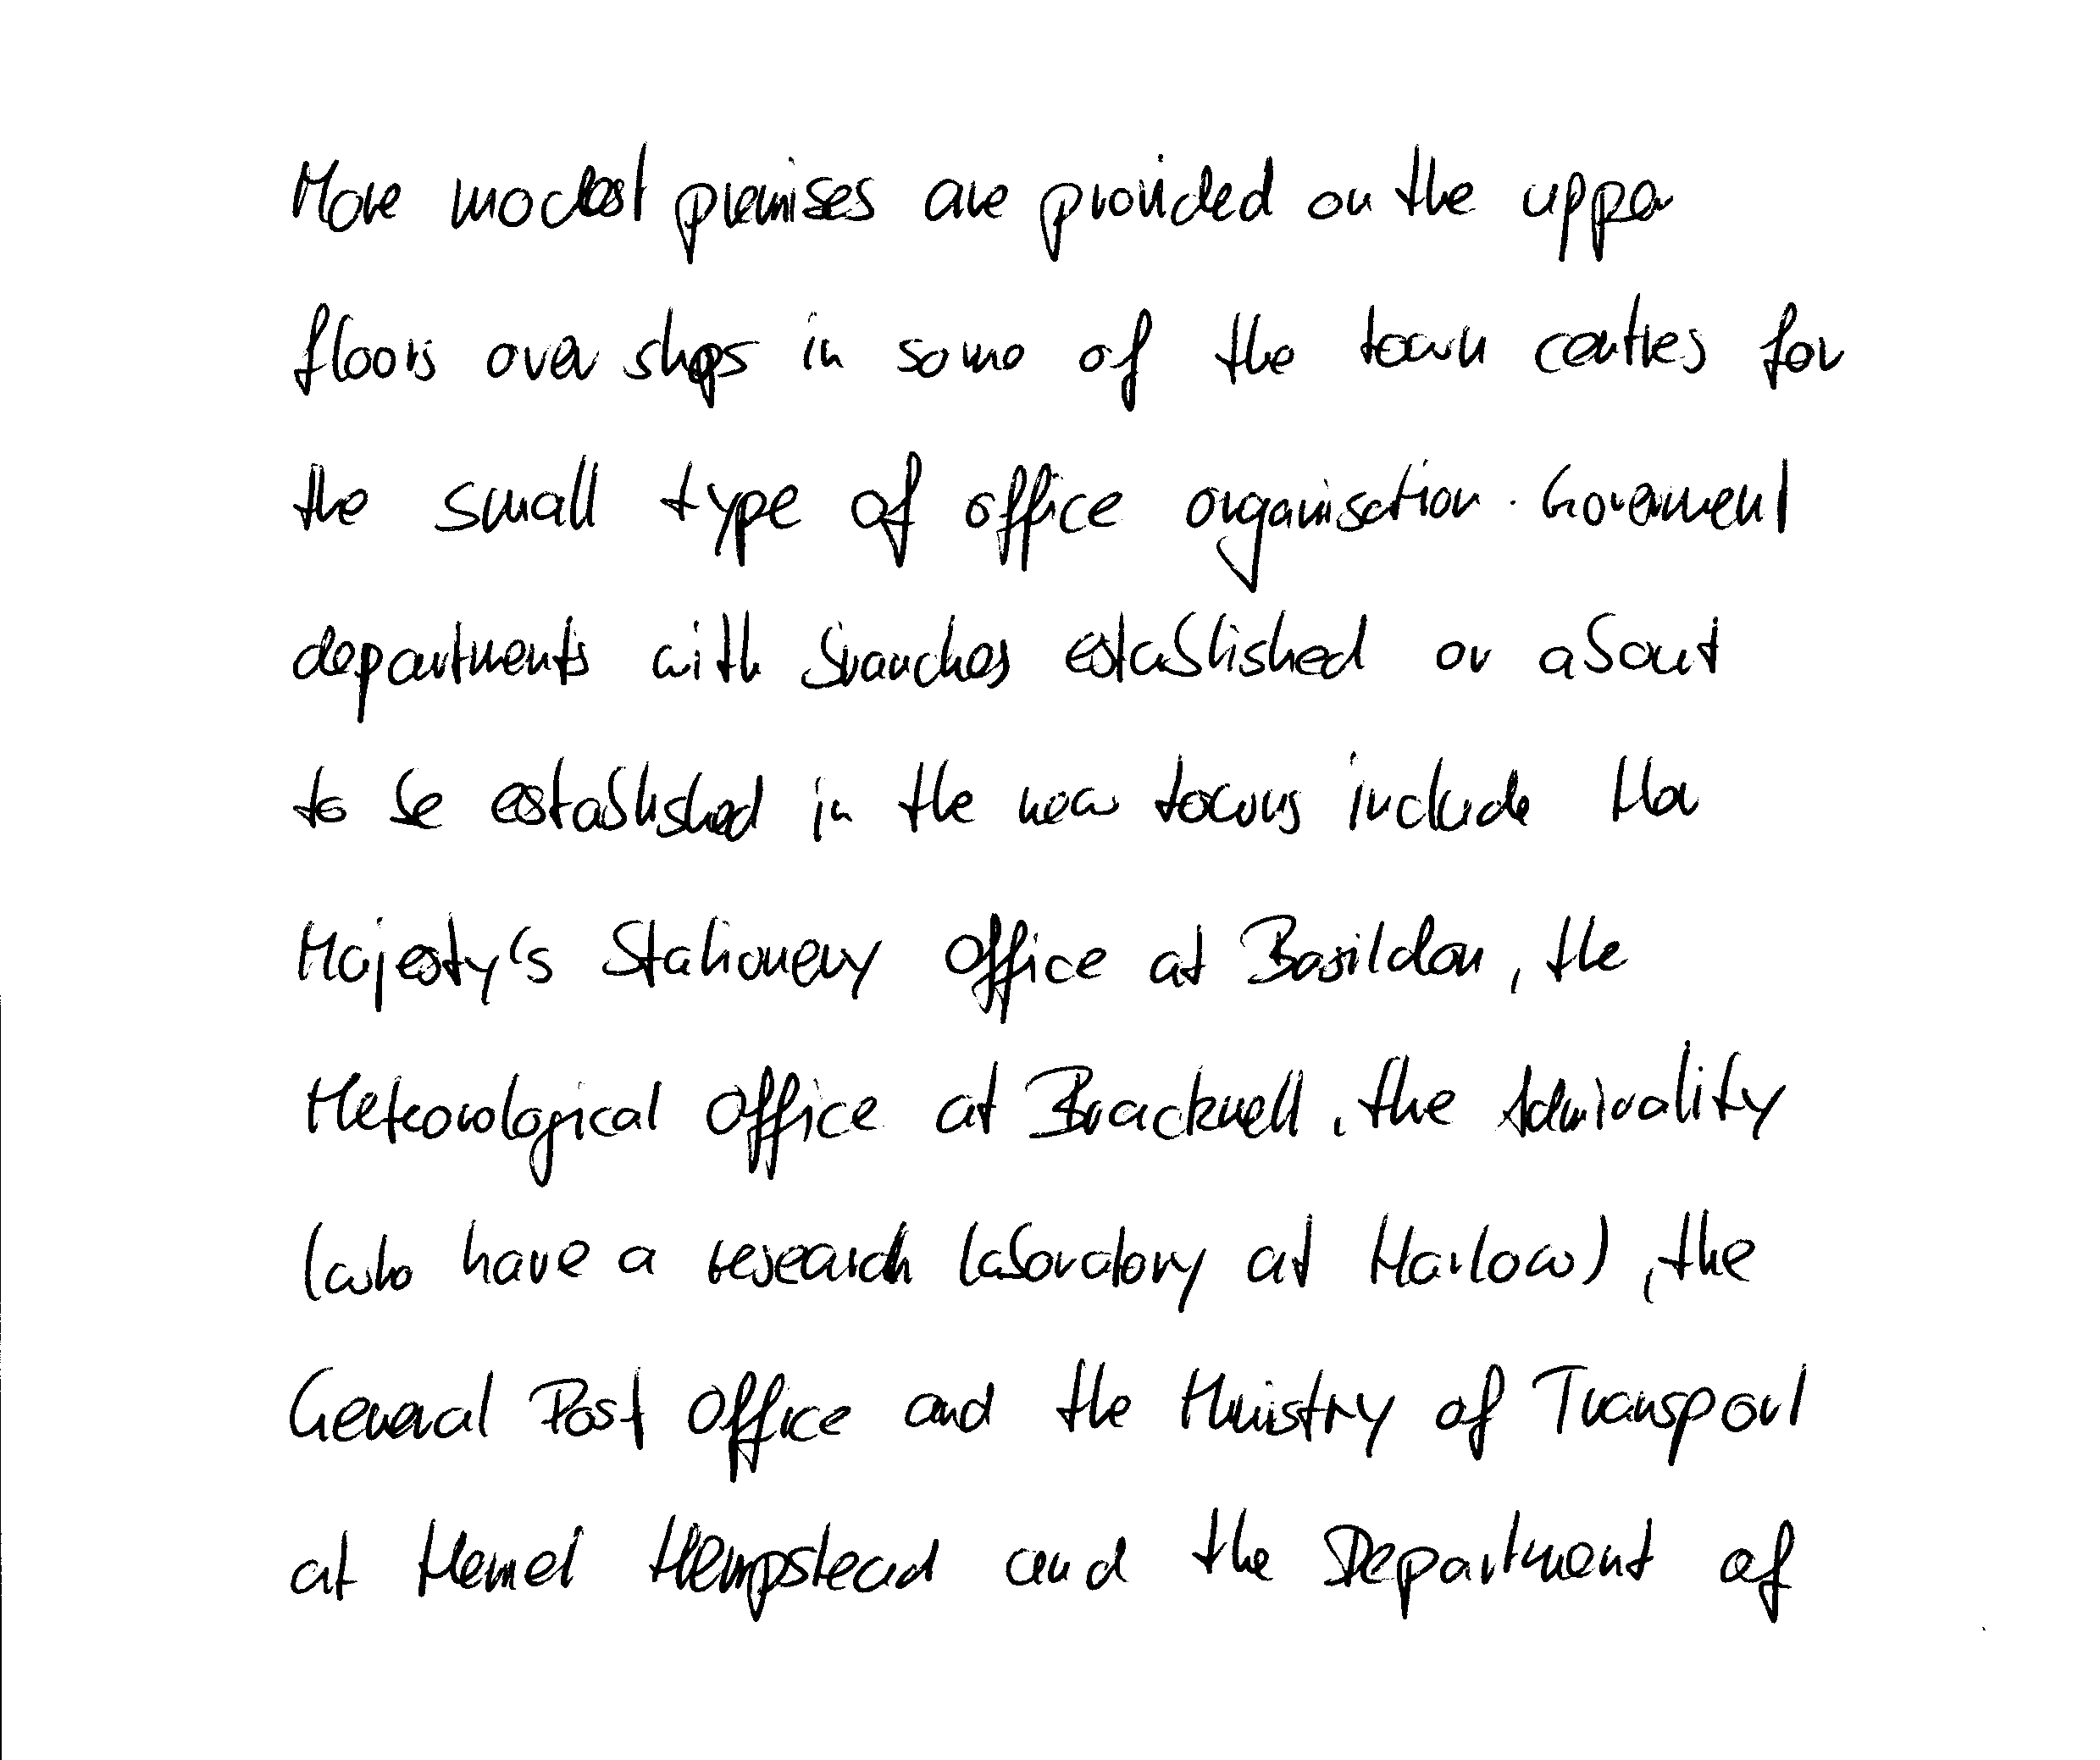 More modest premises are provided on the upper
floors over shops in some of the town centres for
the small type of office organisation. Goverment
departments with branches established or about
to be established in the new towns include Her
Majesty's Stationery Office at Basildon, the
Meteorological Office at Bracknell, the Admirality
(who have a research laboratory at Harlow), the
General Post Office and the Ministry of Transport
at Hemel Hempstead and the Department of